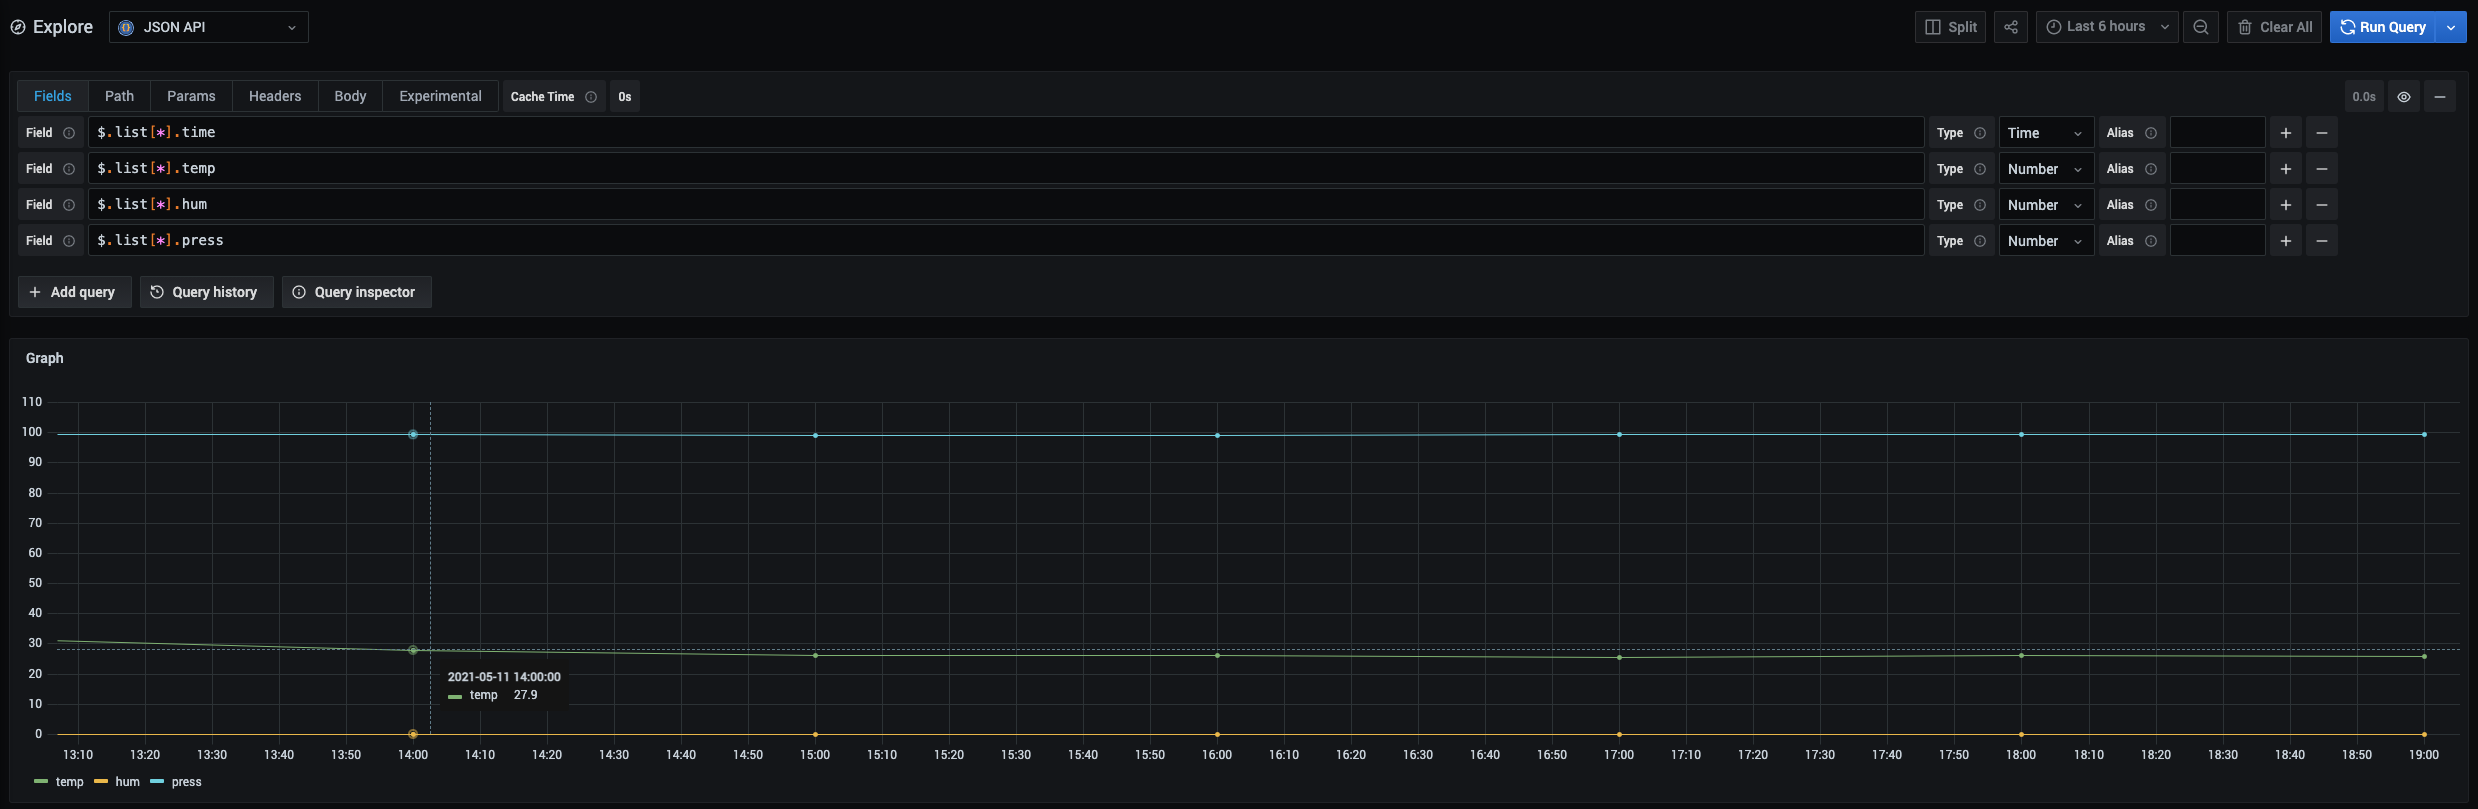 Explore JSON API Split Last 6 hours Clear All Run Query
Fields Path Params Headers Body Experimental Cache Time 0s 0.0s
Field $.list[*].time Type Time Alias
Field $.list[*].temp Type Number Alias
Field $.list[*].hum Type Number Alias
Field $.list[*].press Type Number Alias
+ Add query Query history Query inspector
Graph
110
100
90
80
70
60
50
40
30
20
10
0
2021-05-11 14:00:00
temp 27.9
13:10 13:20 13:30 13:40 13:50 14:00 14:10 14:20 14:30 14:40 14:50 15:00 15:10 15:20 15:30 15:40 15:50 16:00 16:10 16:20 16:30 16:40 16:50 17:00 17:10 17:20 17:30 17:40 17:50 18:00 18:10 18:20 18:30 18:40 18:50 19:00
temp hum press